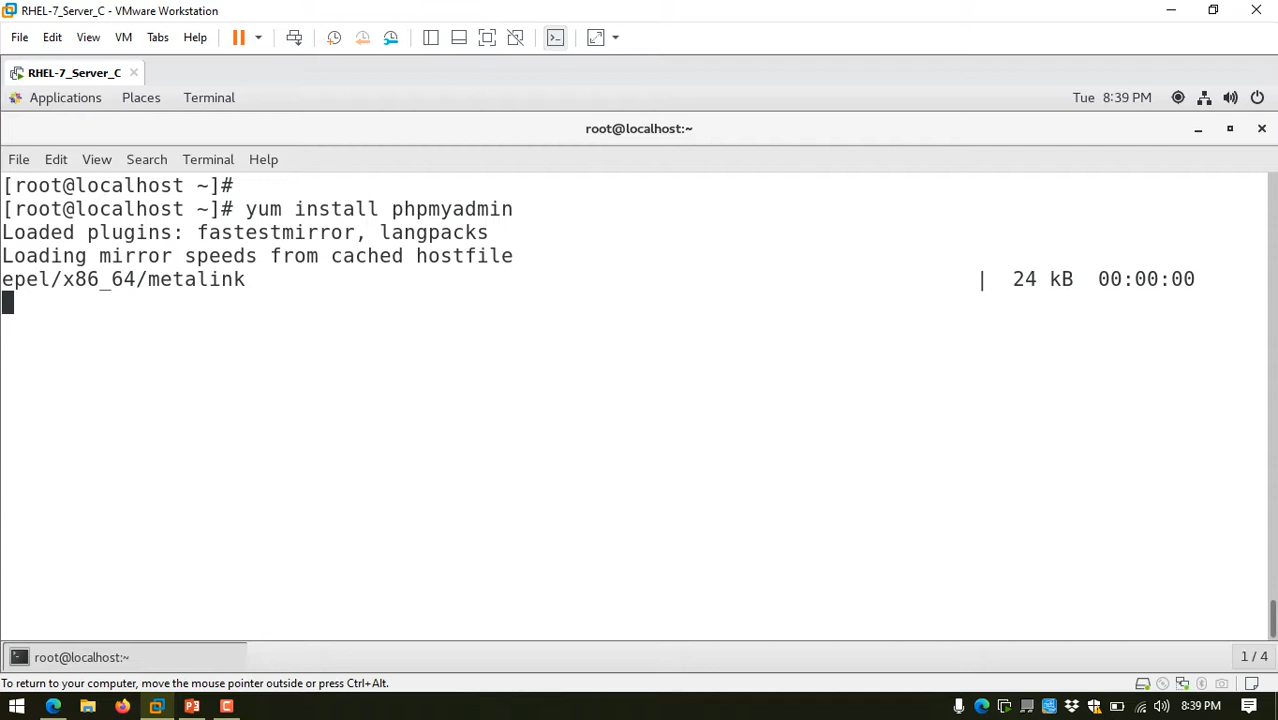 RHEL-7_Server_C - VMware Workstation
File Edit View VM Tabs Help
RHEL-7_Server_C
Applications Places Terminal Tue 8:39 PM
root@localhost:~
File Edit View Search Terminal Help
[root@localhost ~]#
[root@localhost ~]# yum install phpmyadmin
Loaded plugins: fastestmirror, langpacks
Loading mirror speeds from cached hostfile
epel/x86_64/metalink | 24 kB 00:00:00
root@localhost:~ 1 / 4
To return to your computer, move the mouse pointer outside or press Ctrl+Alt.
8:39 PM